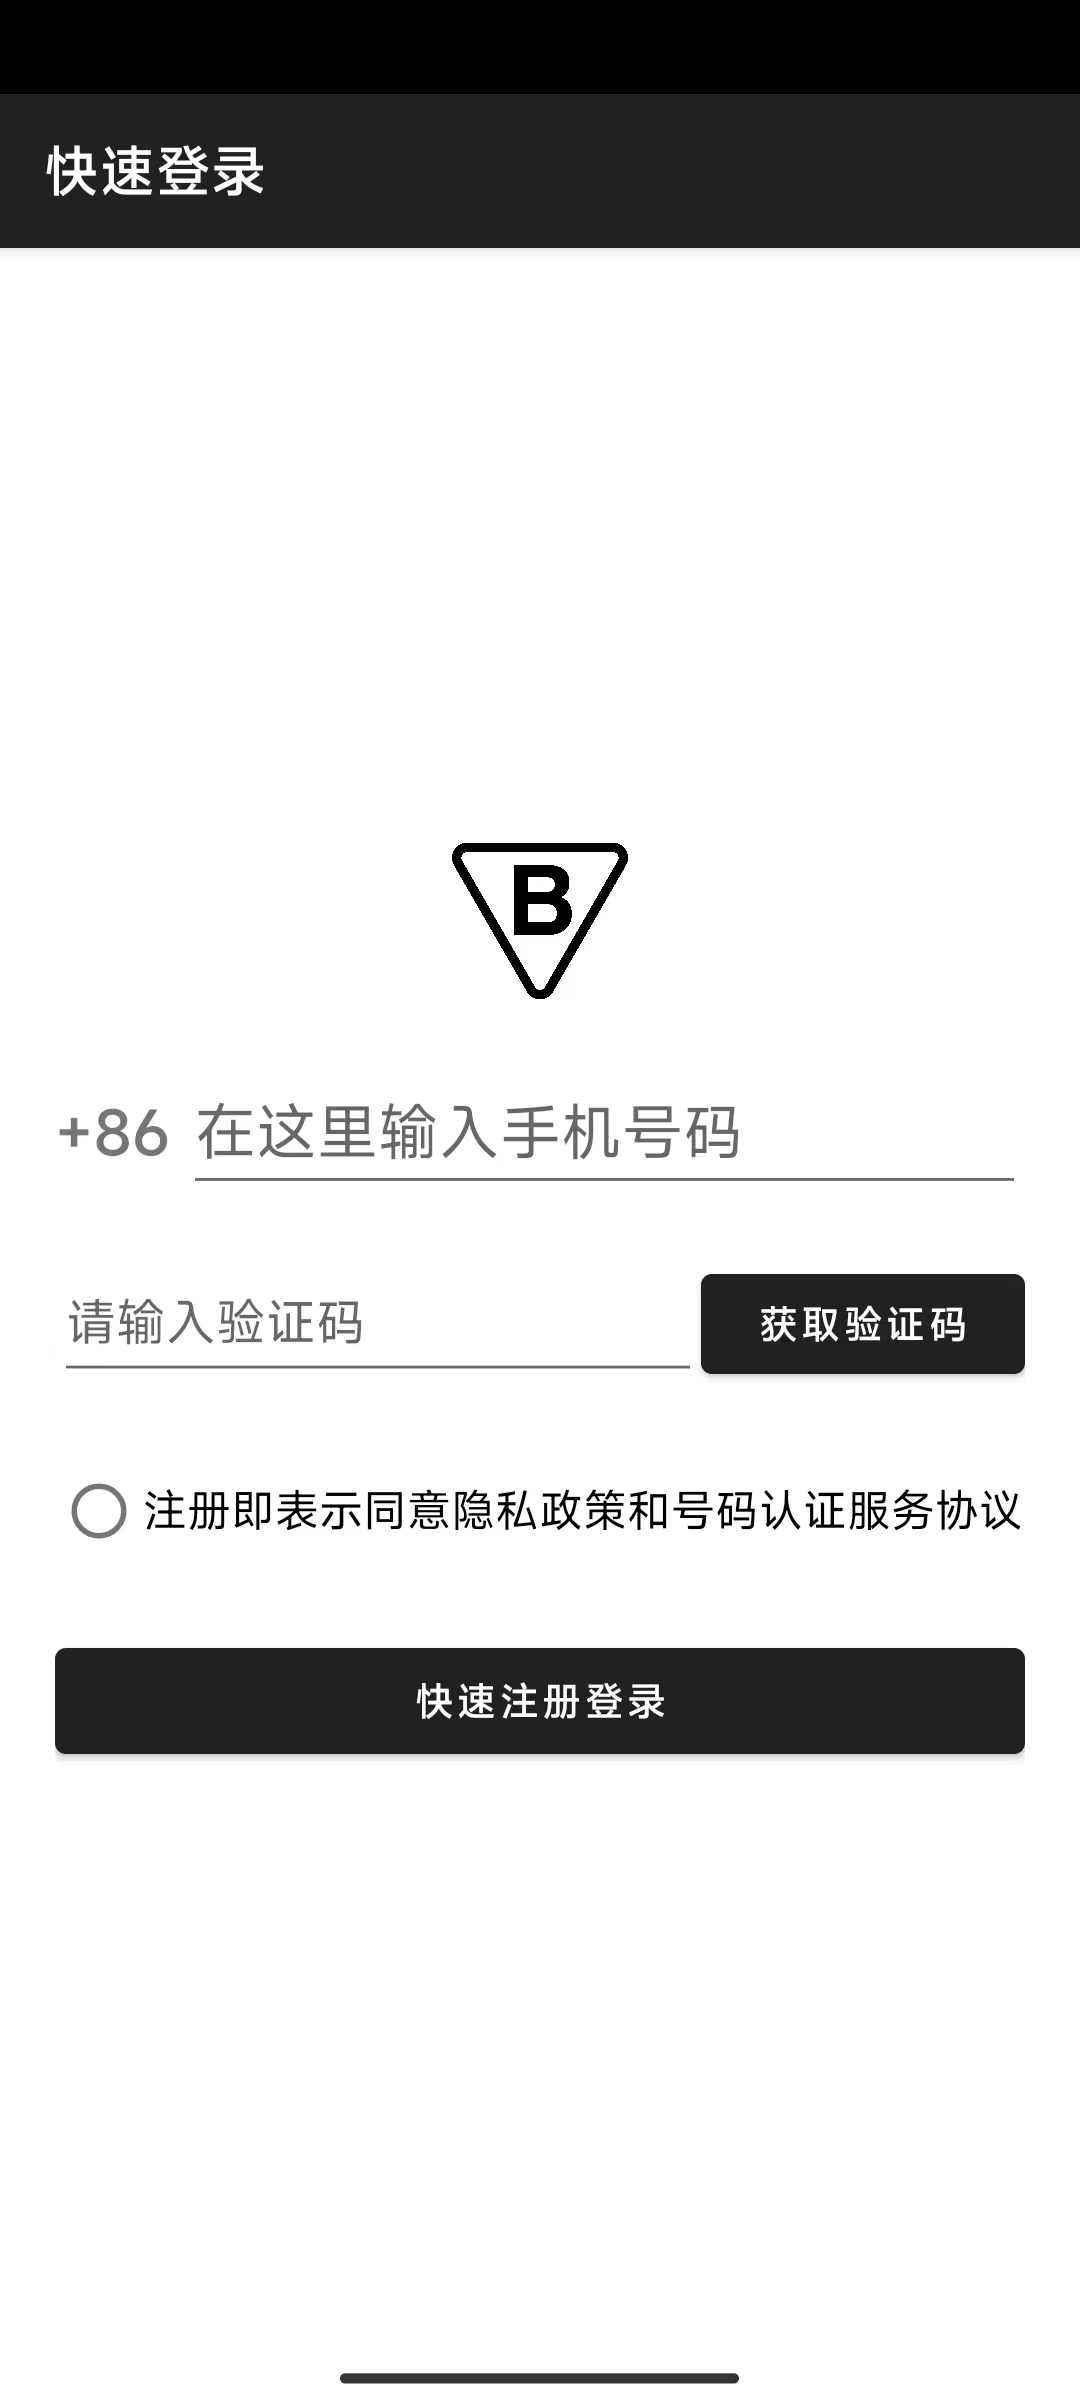 快速登录
B
+86 在这里输入手机号码
请输入验证码 获取验证码
注册即表示同意隐私政策和号码认证服务协议
快速注册登录